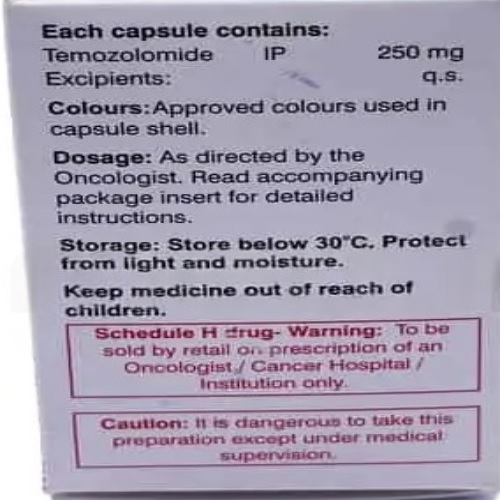 Each capsule contains:
Temozolomide IP 250 mg
Excipients: q.s.
Colours:Approved colours used in
capsule shell.
Dosage: As directed by the
Oncologist. Read accompanying
package insert for detailed
instructions.
Storage: Store below 30°C. Protect
from light and moisture.
Keep medicine out of reach of
children.
Schedule H drug- Warning: To be
sold by retail on prescription of an
Oncologist / Cancer Hospital /
Institution only.
Caution: It is dangerous to take this
preparation except under medical
supervision.